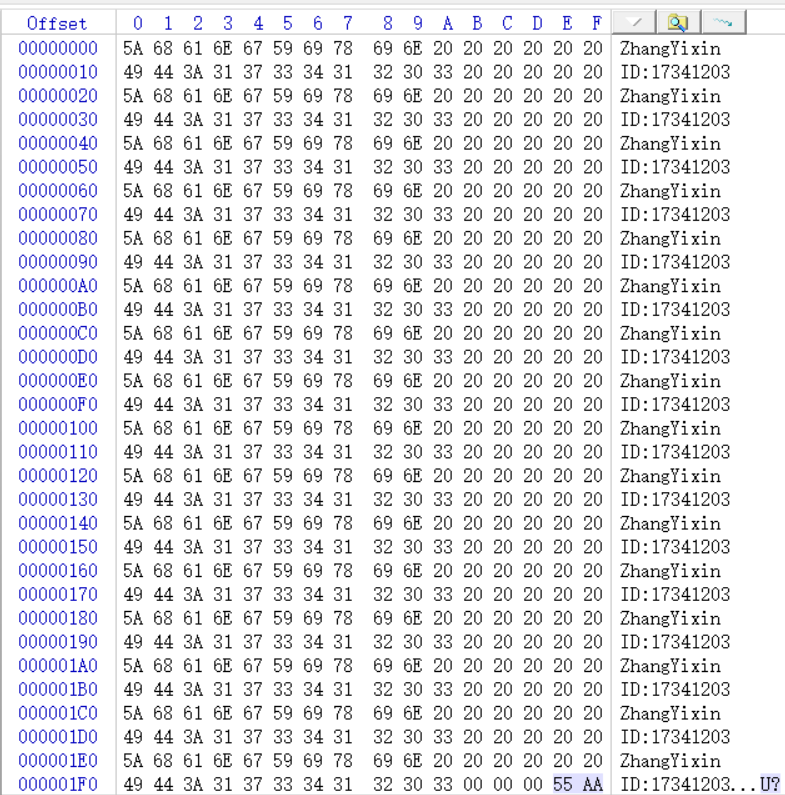 Offset 0 1 2 3 4 5 6 7 8 9 A B C D E F
00000000 5A 68 61 6E 67 59 69 78 69 6E 20 20 20 20 20 20 ZhangYixin
00000010 49 44 3A 31 37 33 34 31 32 30 33 20 20 20 20 20 ID:17341203
00000020 5A 68 61 6E 67 59 69 78 69 6E 20 20 20 20 20 20 ZhangYixin
00000030 49 44 3A 31 37 33 34 31 32 30 33 20 20 20 20 20 ID:17341203
00000040 5A 68 61 6E 67 59 69 78 69 6E 20 20 20 20 20 20 ZhangYixin
00000050 49 44 3A 31 37 33 34 31 32 30 33 20 20 20 20 20 ID:17341203
00000060 5A 68 61 6E 67 59 69 78 69 6E 20 20 20 20 20 20 ZhangYixin
00000070 49 44 3A 31 37 33 34 31 32 30 33 20 20 20 20 20 ID:17341203
00000080 5A 68 61 6E 67 59 69 78 69 6E 20 20 20 20 20 20 ZhangYixin
00000090 49 44 3A 31 37 33 34 31 32 30 33 20 20 20 20 20 ID:17341203
000000A0 5A 68 61 6E 67 59 69 78 69 6E 20 20 20 20 20 20 ZhangYixin
000000B0 49 44 3A 31 37 33 34 31 32 30 33 20 20 20 20 20 ID:17341203
000000C0 5A 68 61 6E 67 59 69 78 69 6E 20 20 20 20 20 20 ZhangYixin
000000D0 49 44 3A 31 37 33 34 31 32 30 33 20 20 20 20 20 ID:17341203
000000E0 5A 68 61 6E 67 59 69 78 69 6E 20 20 20 20 20 20 ZhangYixin
000000F0 49 44 3A 31 37 33 34 31 32 30 33 20 20 20 20 20 ID:17341203
00000100 5A 68 61 6E 67 59 69 78 69 6E 20 20 20 20 20 20 ZhangYixin
00000110 49 44 3A 31 37 33 34 31 32 30 33 20 20 20 20 20 ID:17341203
00000120 5A 68 61 6E 67 59 69 78 69 6E 20 20 20 20 20 20 ZhangYixin
00000130 49 44 3A 31 37 33 34 31 32 30 33 20 20 20 20 20 ID:17341203
00000140 5A 68 61 6E 67 59 69 78 69 6E 20 20 20 20 20 20 ZhangYixin
00000150 49 44 3A 31 37 33 34 31 32 30 33 20 20 20 20 20 ID:17341203
00000160 5A 68 61 6E 67 59 69 78 69 6E 20 20 20 20 20 20 ZhangYixin
00000170 49 44 3A 31 37 33 34 31 32 30 33 20 20 20 20 20 ID:17341203
00000180 5A 68 61 6E 67 59 69 78 69 6E 20 20 20 20 20 20 ZhangYixin
00000190 49 44 3A 31 37 33 34 31 32 30 33 20 20 20 20 20 ID:17341203
000001A0 5A 68 61 6E 67 59 69 78 69 6E 20 20 20 20 20 20 ZhangYixin
000001B0 49 44 3A 31 37 33 34 31 32 30 33 20 20 20 20 20 ID:17341203
000001C0 5A 68 61 6E 67 59 69 78 69 6E 20 20 20 20 20 20 ZhangYixin
000001D0 49 44 3A 31 37 33 34 31 32 30 33 20 20 20 20 20 ID:17341203
000001E0 5A 68 61 6E 67 59 69 78 69 6E 20 20 20 20 20 20 ZhangYixin
000001F0 49 44 3A 31 37 33 34 31 32 30 33 00 00 00 55 AA ID:17341203...U?